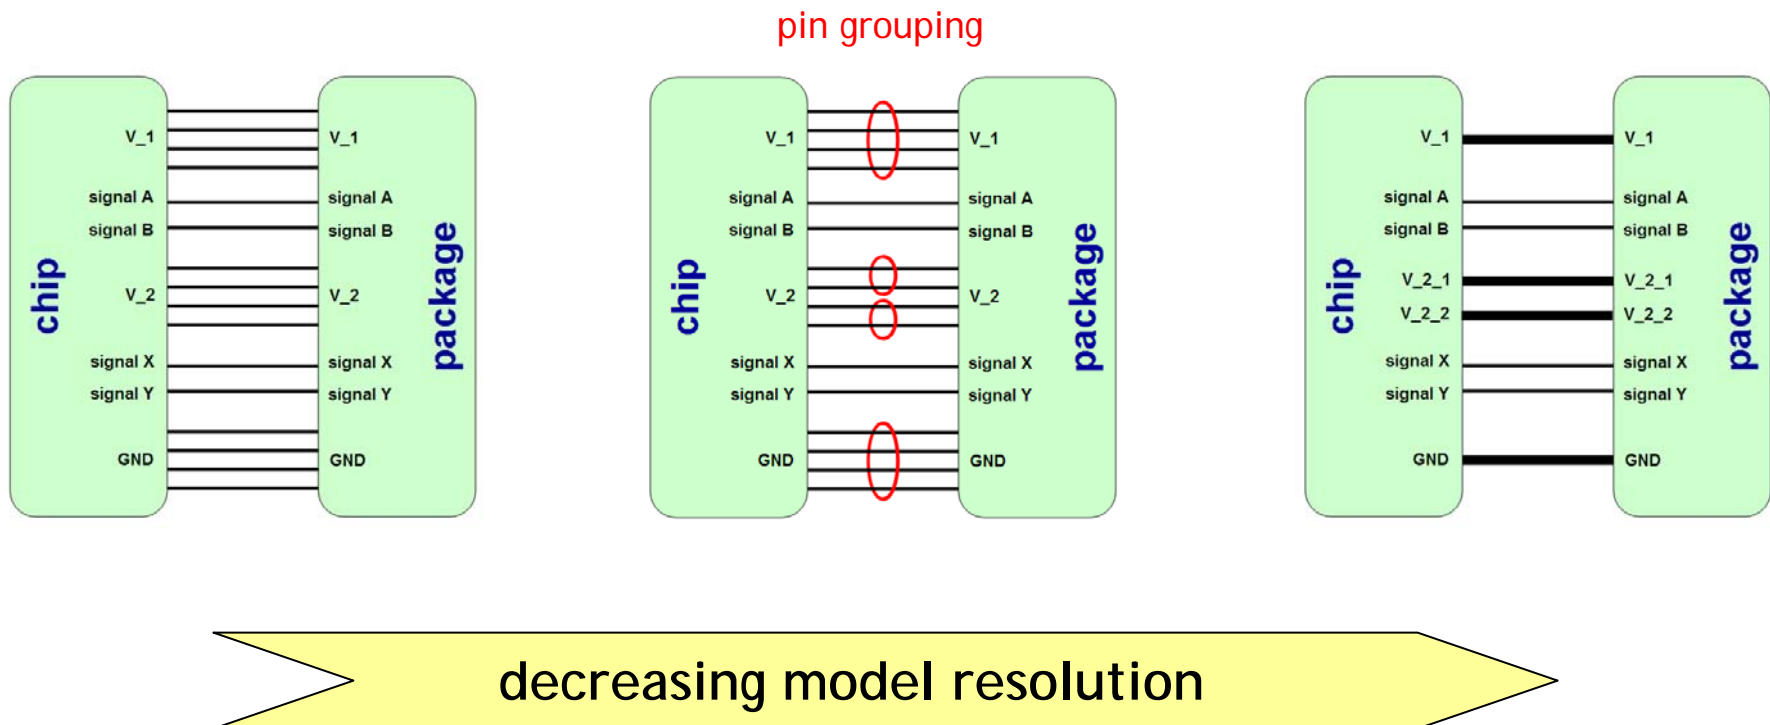 pin grouping
V_1 V_1
signal A signal A
signal B signal B
chip
package
V_2 V_2
signal X signal X
signal Y signal Y
GND GND
V_1 V_1
signal A signal A
signal B signal B
chip
package
V_2 V_2
signal X signal X
signal Y signal Y
GND GND
V_1 V_1
signal A signal A
signal B signal B
chip
package
V_2_1 V_2_1
V_2_2 V_2_2
signal X signal X
signal Y signal Y
GND GND
decreasing model resolution